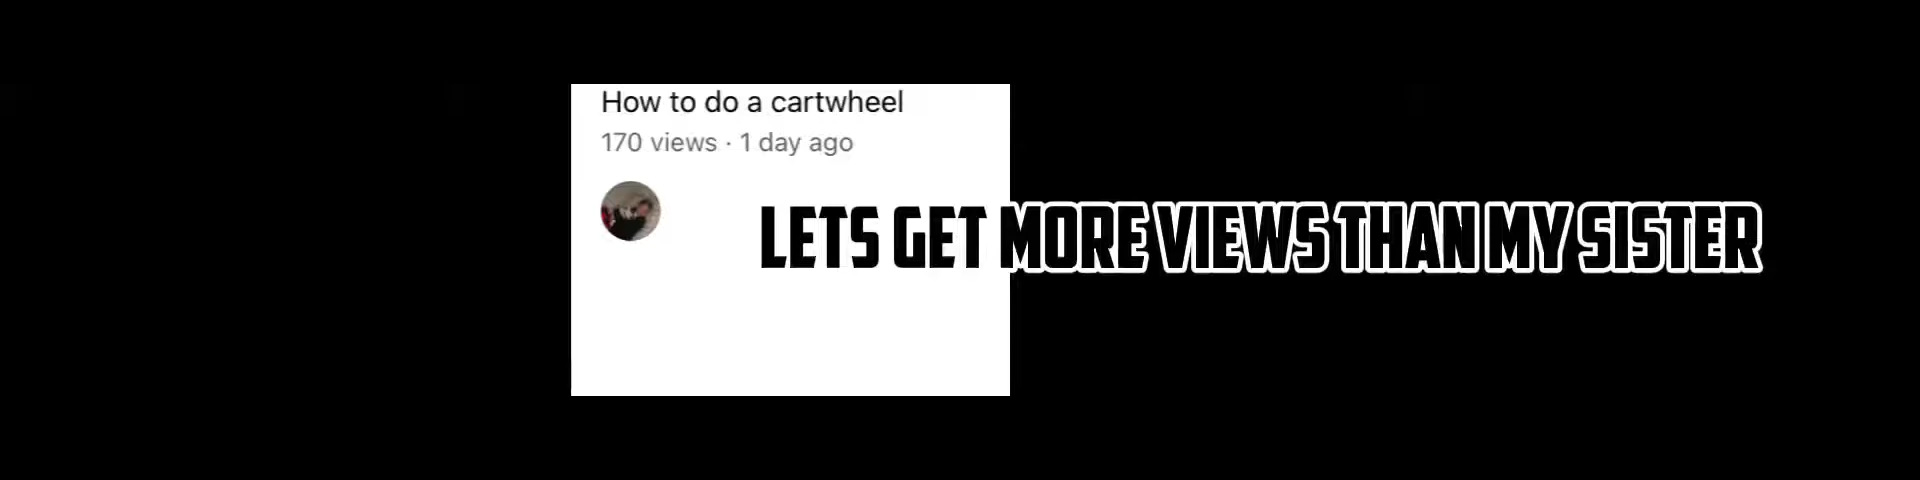 How to do a cartwheel
170 views · 1 day ago
LETS GET MORE VIEWS THAN MY SISTER